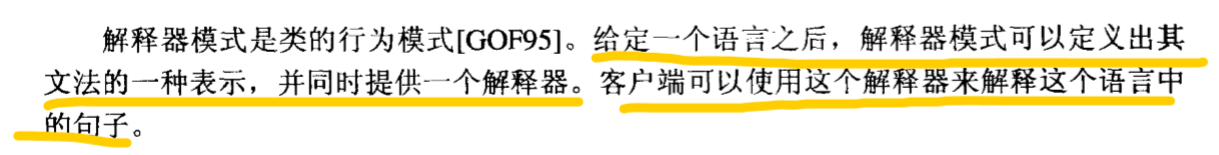 解释器模式是类的行为模式[GOF95]。给定一个语言之后，解释器模式可以定义出其
文法的一种表示，并同时提供一个解释器。客户端可以使用这个解释器来解释这个语言中
的句子。